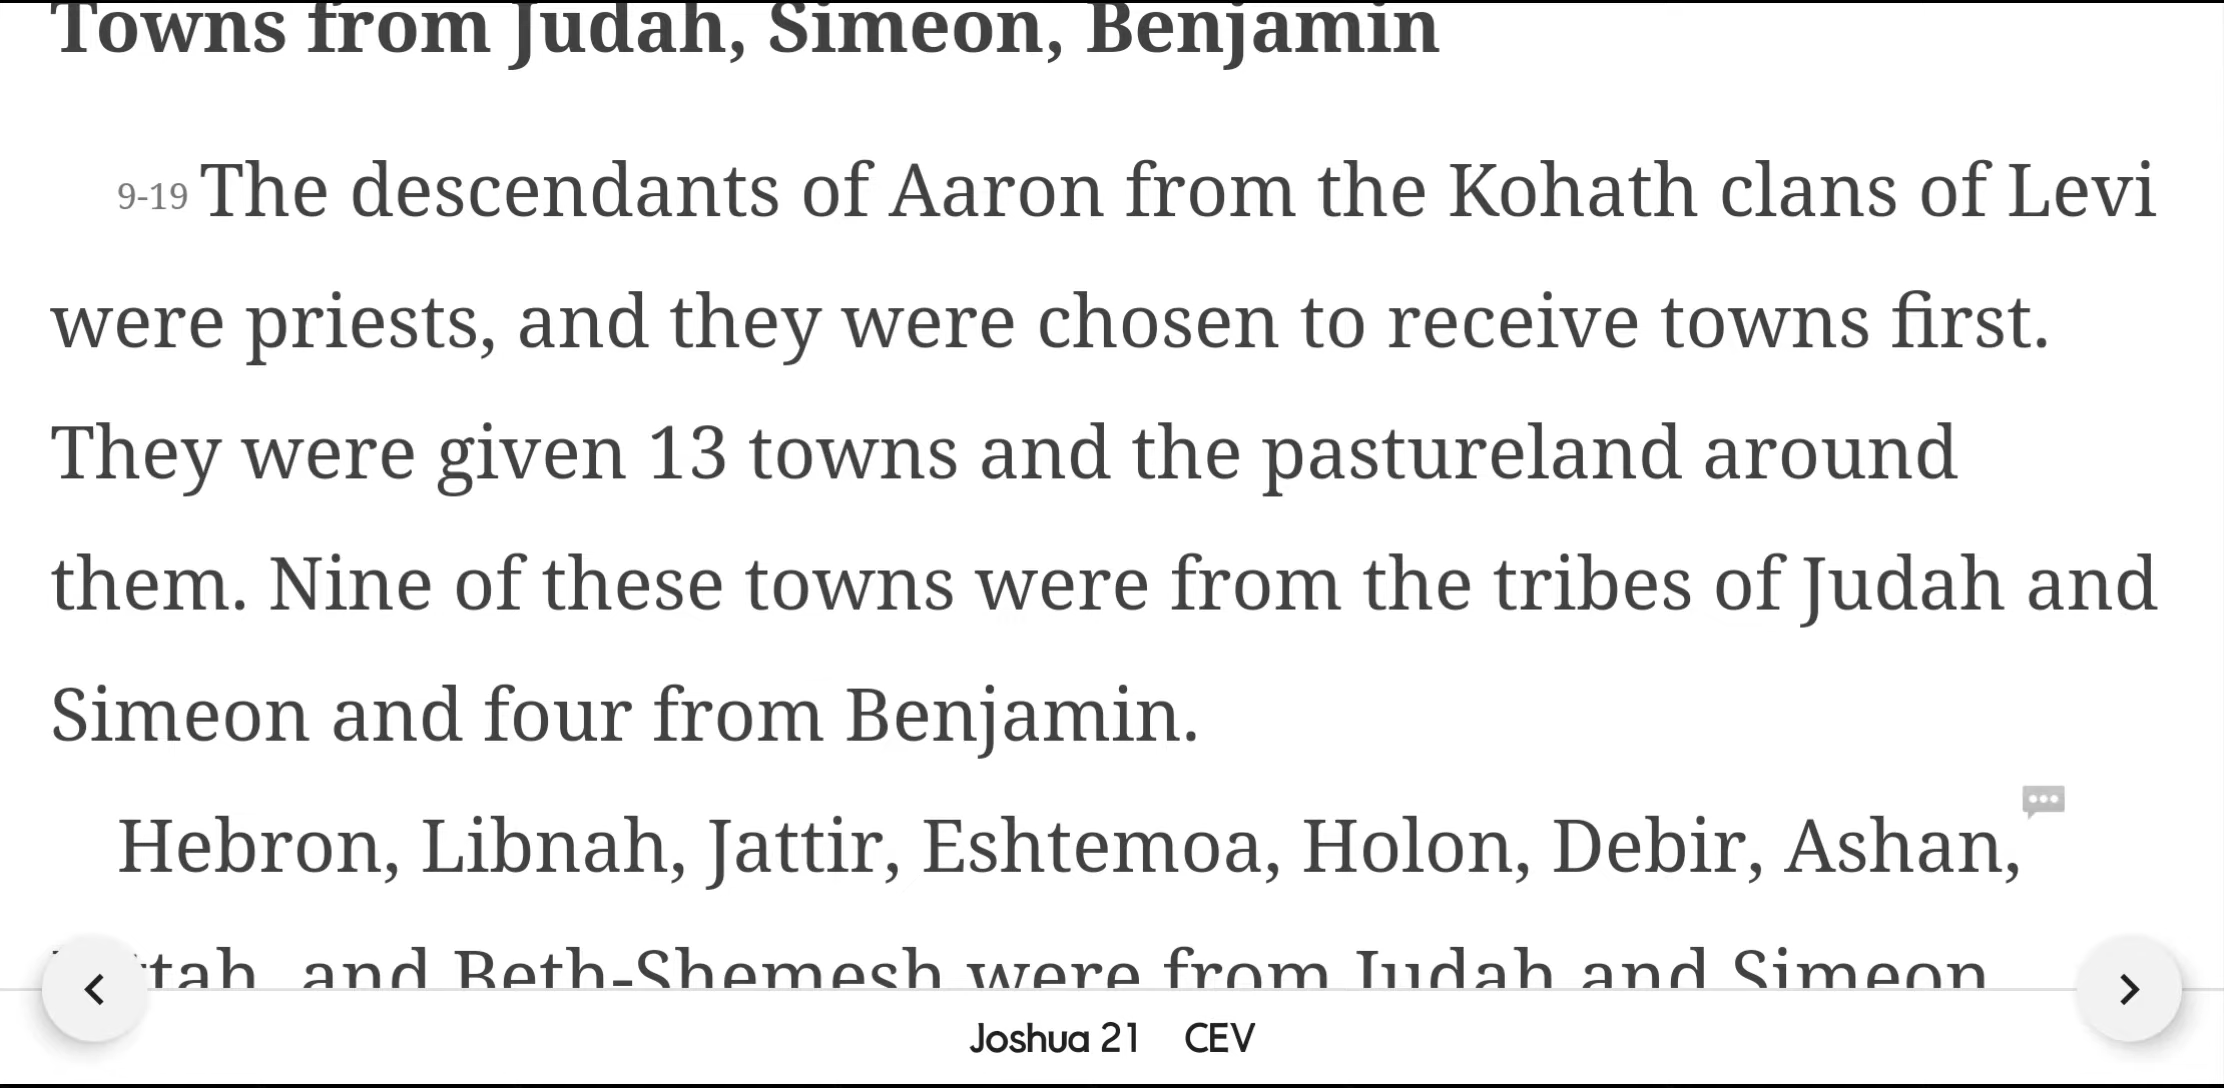 Towns from Judah, Simeon, Benjamin
9-19 The descendants of Aaron from the Kohath clans of Levi
were priests, and they were chosen to receive towns first.
They were given 13 towns and the pastureland around
them. Nine of these towns were from the tribes of Judah and
Simeon and four from Benjamin.
Hebron, Libnah, Jattir, Eshtemoa, Holon, Debir, Ashan,
and Beth-Shemesh were from Judah and Simeon
Joshua 21 CEV